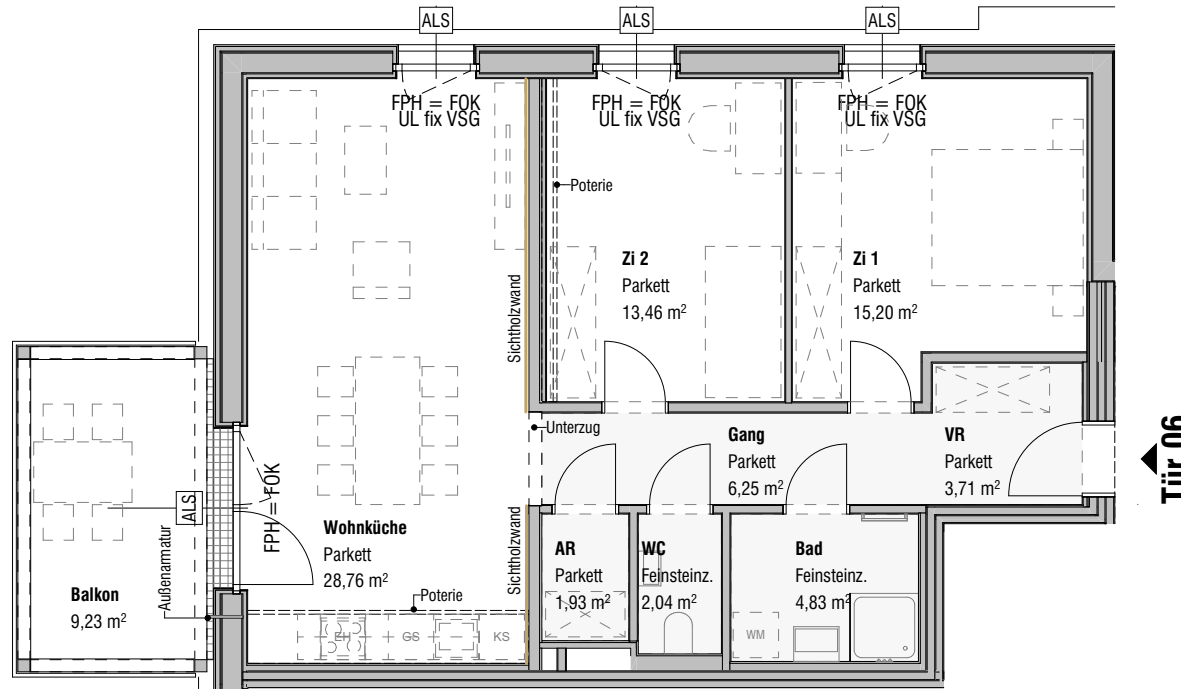 ALS
ALS
ALS
FPH = FOK
UL fix VSG
FPH = FOK
UL fix VSG
FPH = FOK
UL fix VSG
Poterie
Zi 2
Parkett
13,46 m²
Zi 1
Parkett
15,20 m²
Sichtholzwand
Unterzug
Gang
Parkett
6,25 m²
VR
Parkett
3,71 m²
Tür 06
ALS
FPH = FOK
Wohnküche
Parkett
28,76 m²
Sichtholzwand
AR
Parkett
1,93 m²
WC
Feinsteinz.
2,04 m²
Bad
Feinsteinz.
4,83 m²
Außenarmatur
Balkon
9,23 m²
Poterie
EH
GS
KS
WM